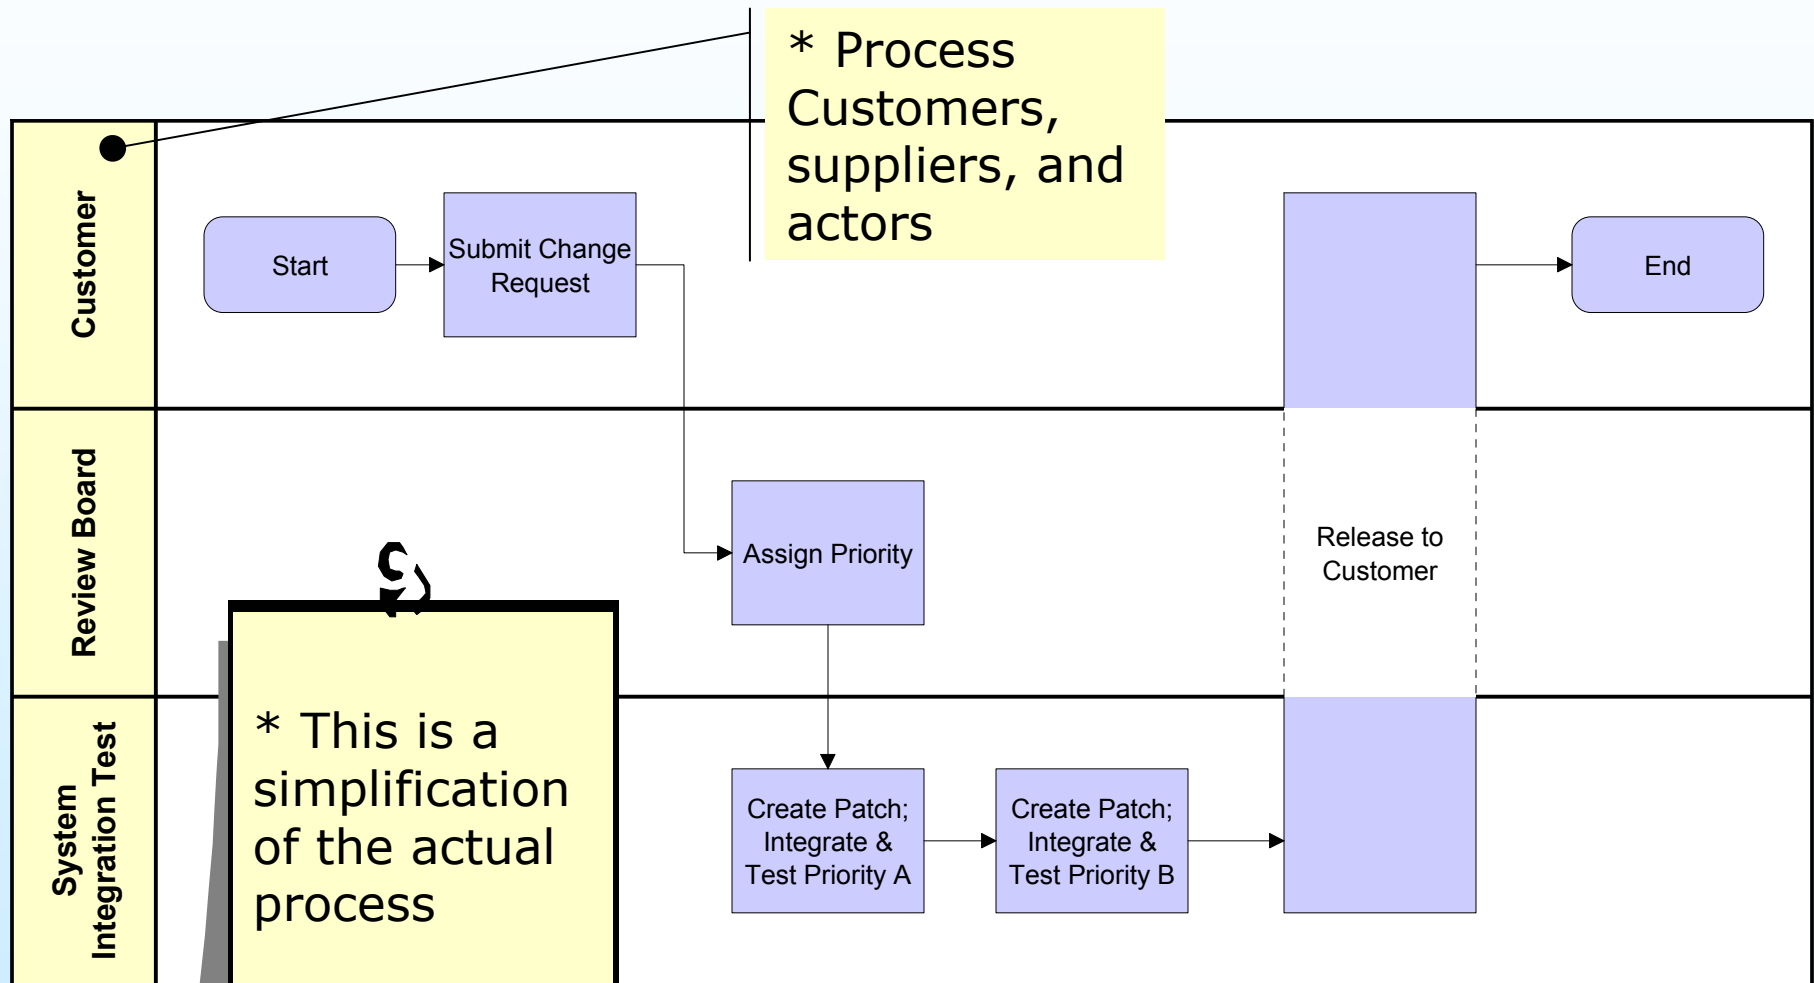 * Process
Customers,
suppliers, and
actors
Customer
Start
Submit Change
Request
End
Review Board
Assign Priority
Release to
Customer
* This is a
simplification
of the actual
process
System
Integration Test
Create Patch;
Integrate &
Test Priority A
Create Patch;
Integrate &
Test Priority B